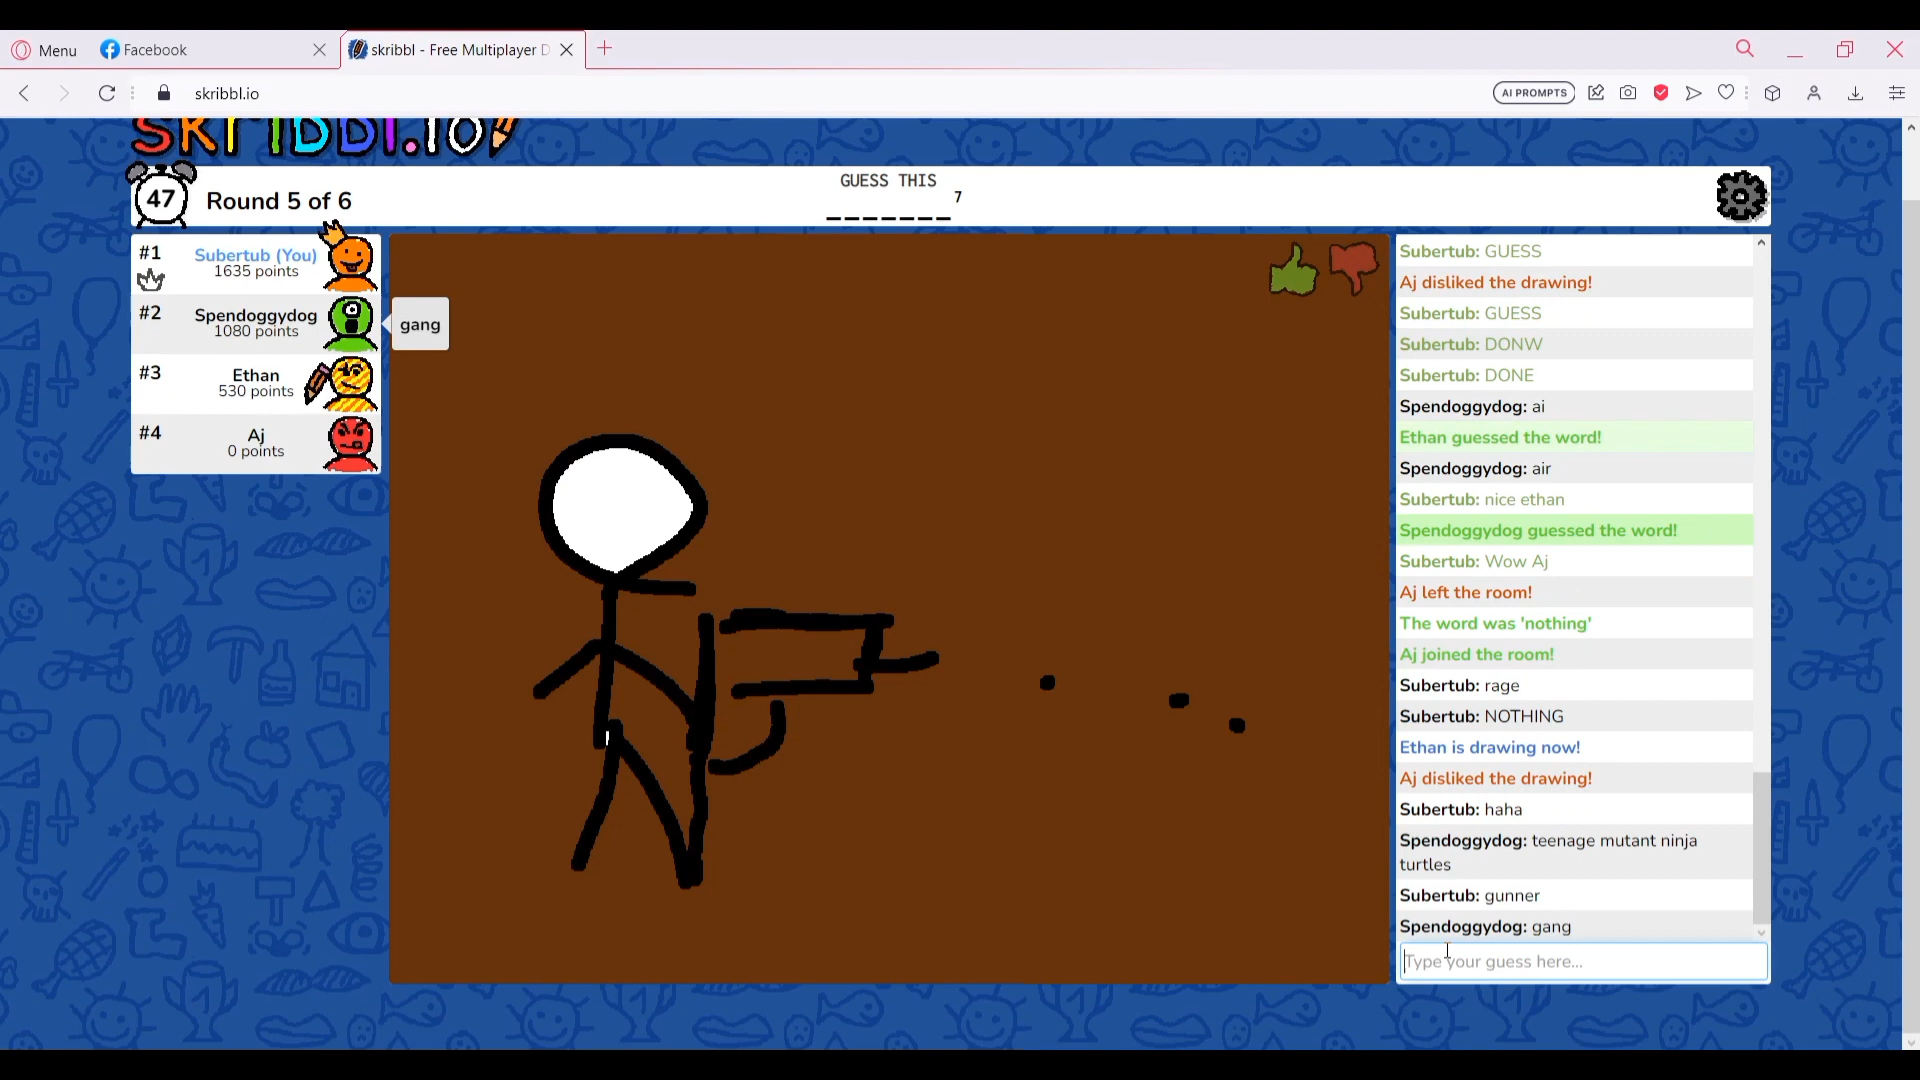 Menu
Facebook
skribbl - Free Multiplayer D
skribbl.io
AI PROMPTS
SKRIBBL.IO
47
Round 5 of 6
GUESS THIS
_______ 7
#1
Subertub (You)
1635 points
#2
Spendoggydog
1080 points
#3
Ethan
530 points
#4
Aj
0 points
gang
Subertub: GUESS
Aj disliked the drawing!
Subertub: GUESS
Subertub: DONW
Subertub: DONE
Spendoggydog: ai
Ethan guessed the word!
Spendoggydog: air
Subertub: nice ethan
Spendoggydog guessed the word!
Subertub: Wow Aj
Aj left the room!
The word was 'nothing'
Aj joined the room!
Subertub: rage
Subertub: NOTHING
Ethan is drawing now!
Aj disliked the drawing!
Subertub: haha
Spendoggydog: teenage mutant ninja
turtles
Subertub: gunner
Spendoggydog: gang
Type your guess here...